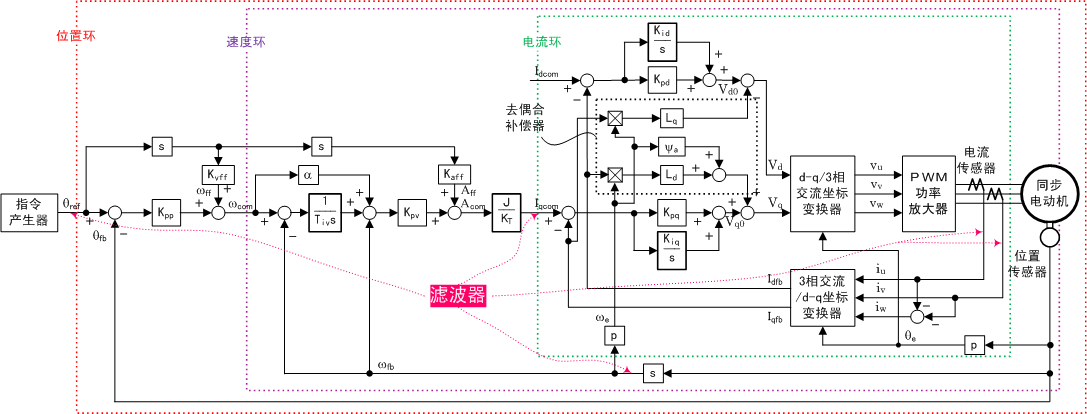 位置环
速度环
电流环
K_id
s
I_dcom
+
−
K_pd
+
+
+
V_d0
−
去偶合
补偿器
L_q
ψ_a
+
L_d
+
+
V_d
电流
传感器
s
s
K_vff
ω_ff
+
+
α
K_aff
A_ff
+
指令
产生器
θ_ref
+
−
θ_fb
K_pp
ω_com
+
−
1
T_iv s
+
+
K_pv
+
A_com
J
K_T
I_qcom
+
−
K_pq
+
+
V_q0
+
V_q
K_iq
s
d-q/3相
交流坐标
变换器
v_u
v_v
v_w
PWM
功率
放大器
同步
电动机
位置
传感器
滤波器
I_dfb
I_qfb
3相交流
/d-q坐标
变换器
i_u
i_v
i_w
−
−
ω_e
p
θ_e
p
ω_fb
s